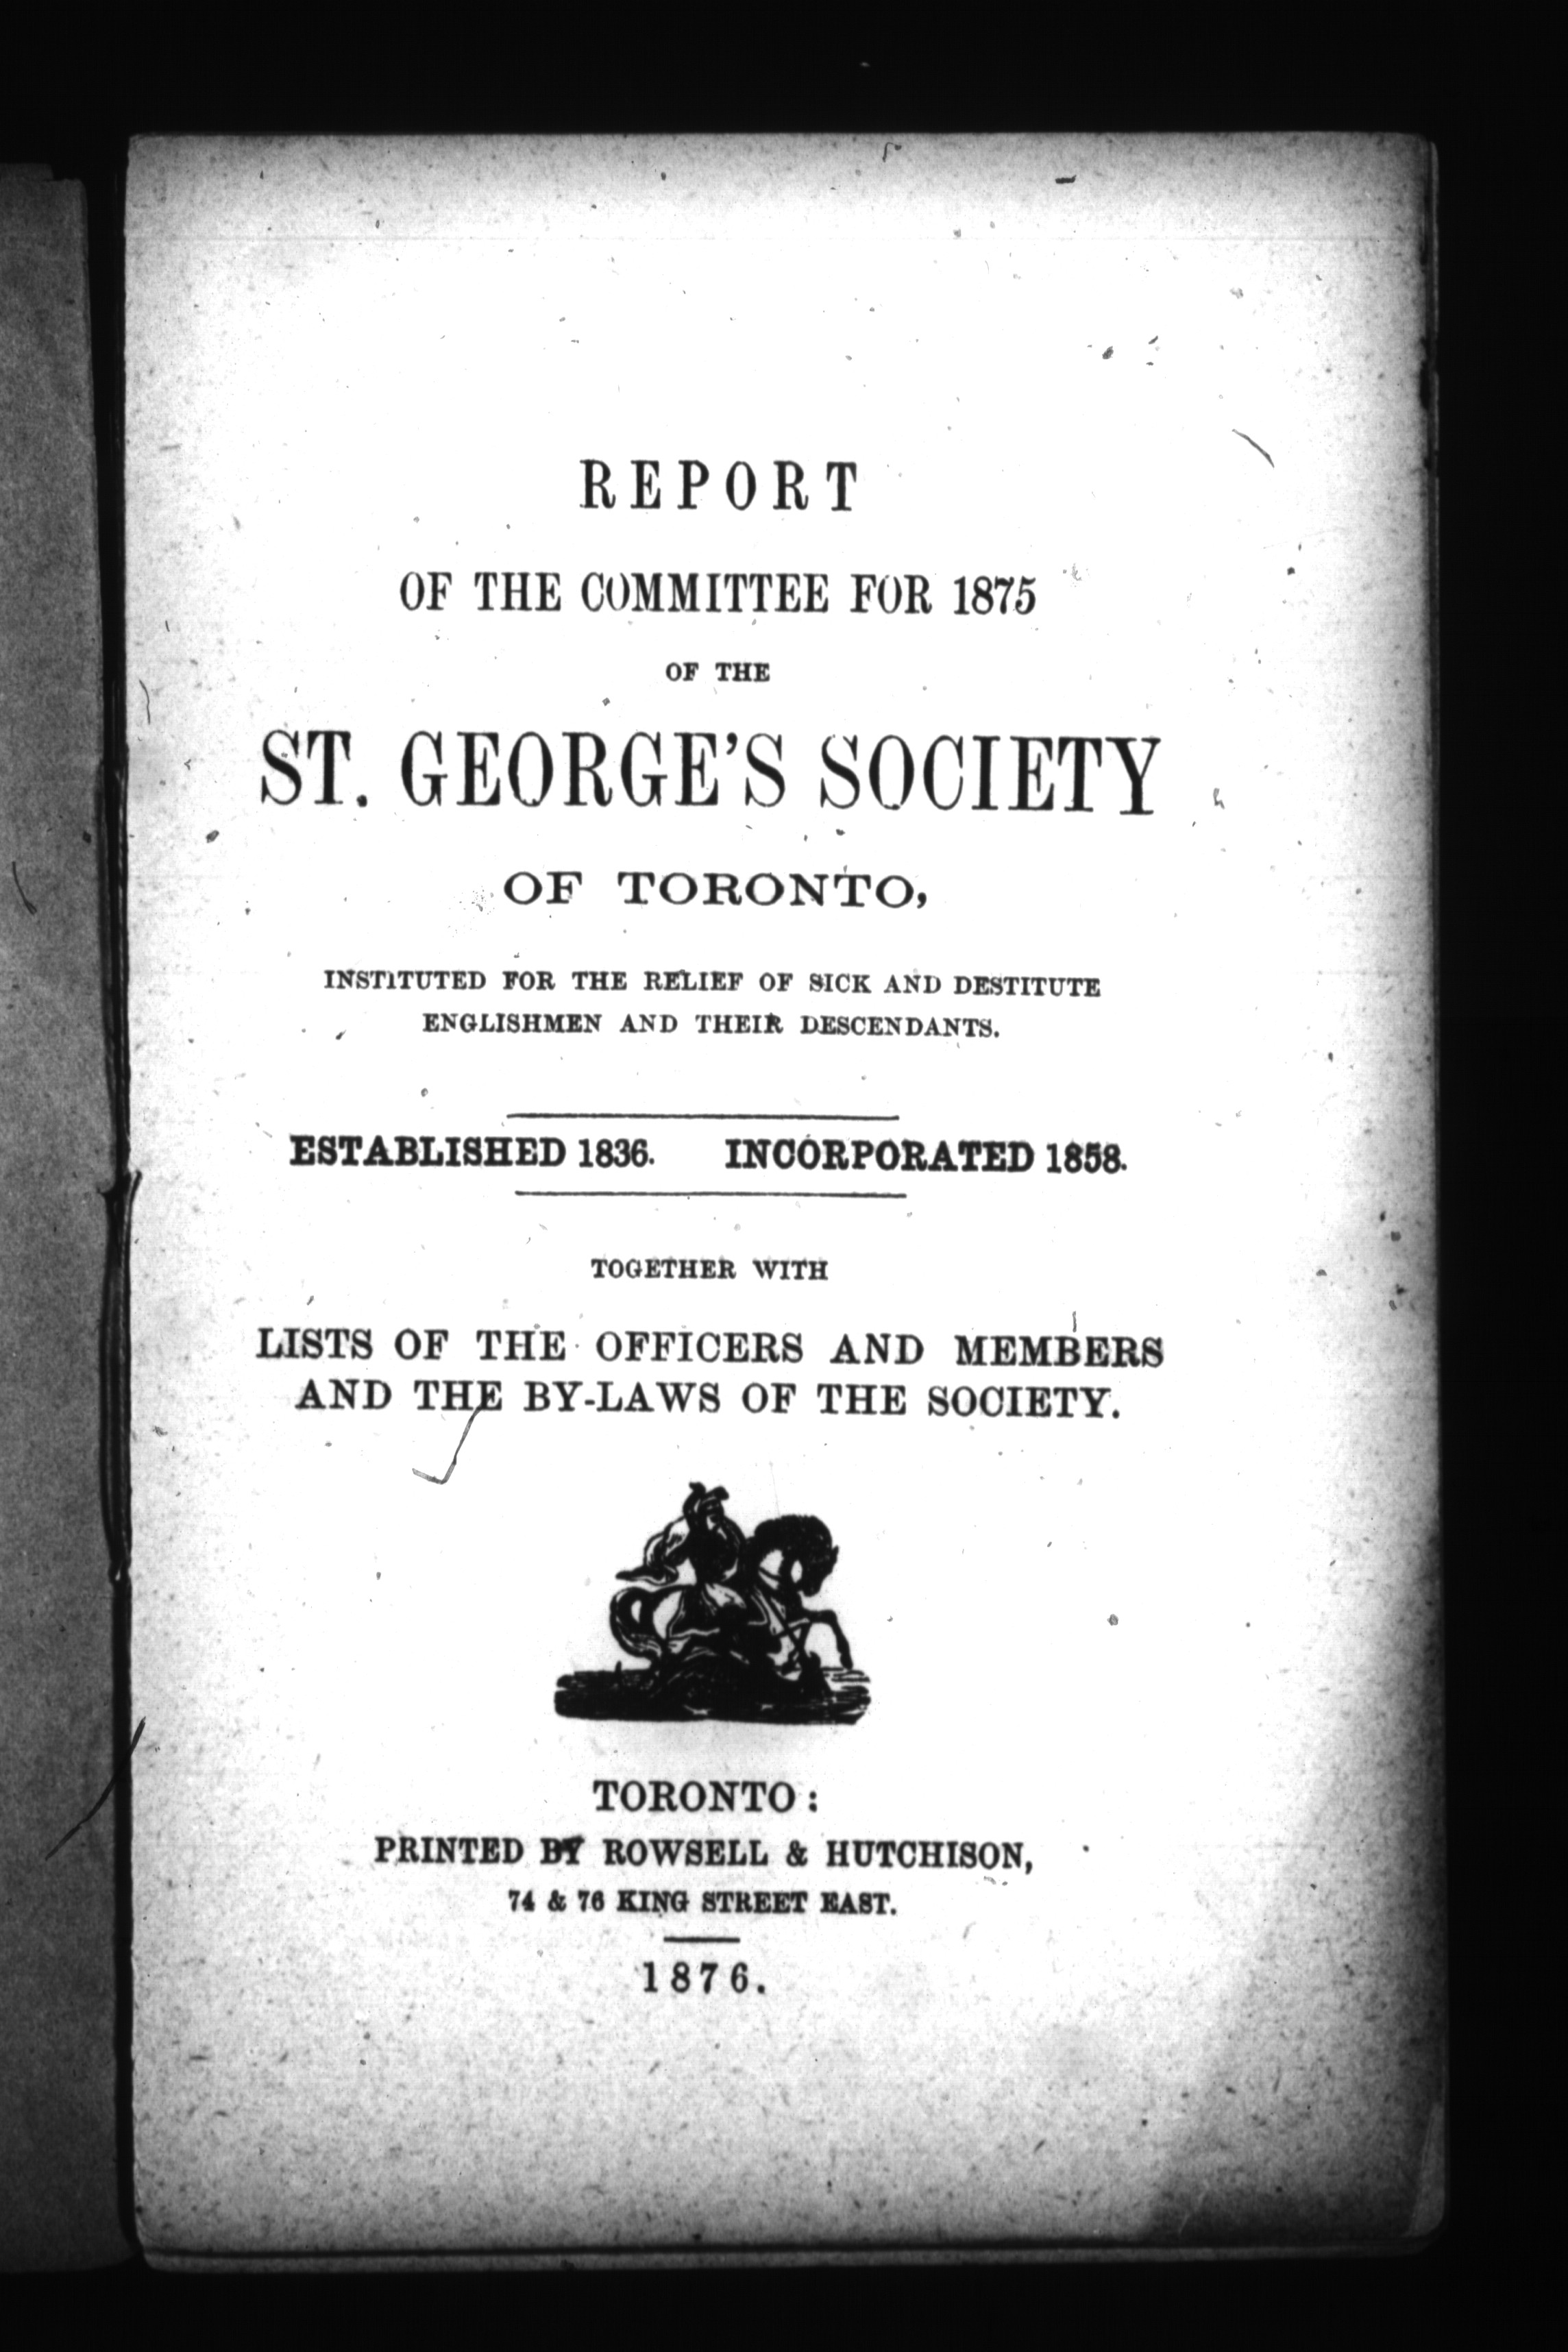 REPORT
OF THE COMMITTEE FOR 1875
OF THE
ST. GEORGE'S SOCIETY
OF TORONTO,
INSTITUTED FOR THE RELIEF OF SICK AND DESTITUTE
ENGLISHMEN AND THEIR DESCENDANTS.
ESTABLISHED 1836. INCORPORATED 1858.
TOGETHER WITH
LISTS OF THE OFFICERS AND MEMBERS
AND THE BY-LAWS OF THE SOCIETY.
TORONTO:
PRINTED BY ROWSELL & HUTCHISON,
74 & 76 KING STREET EAST.
1876.